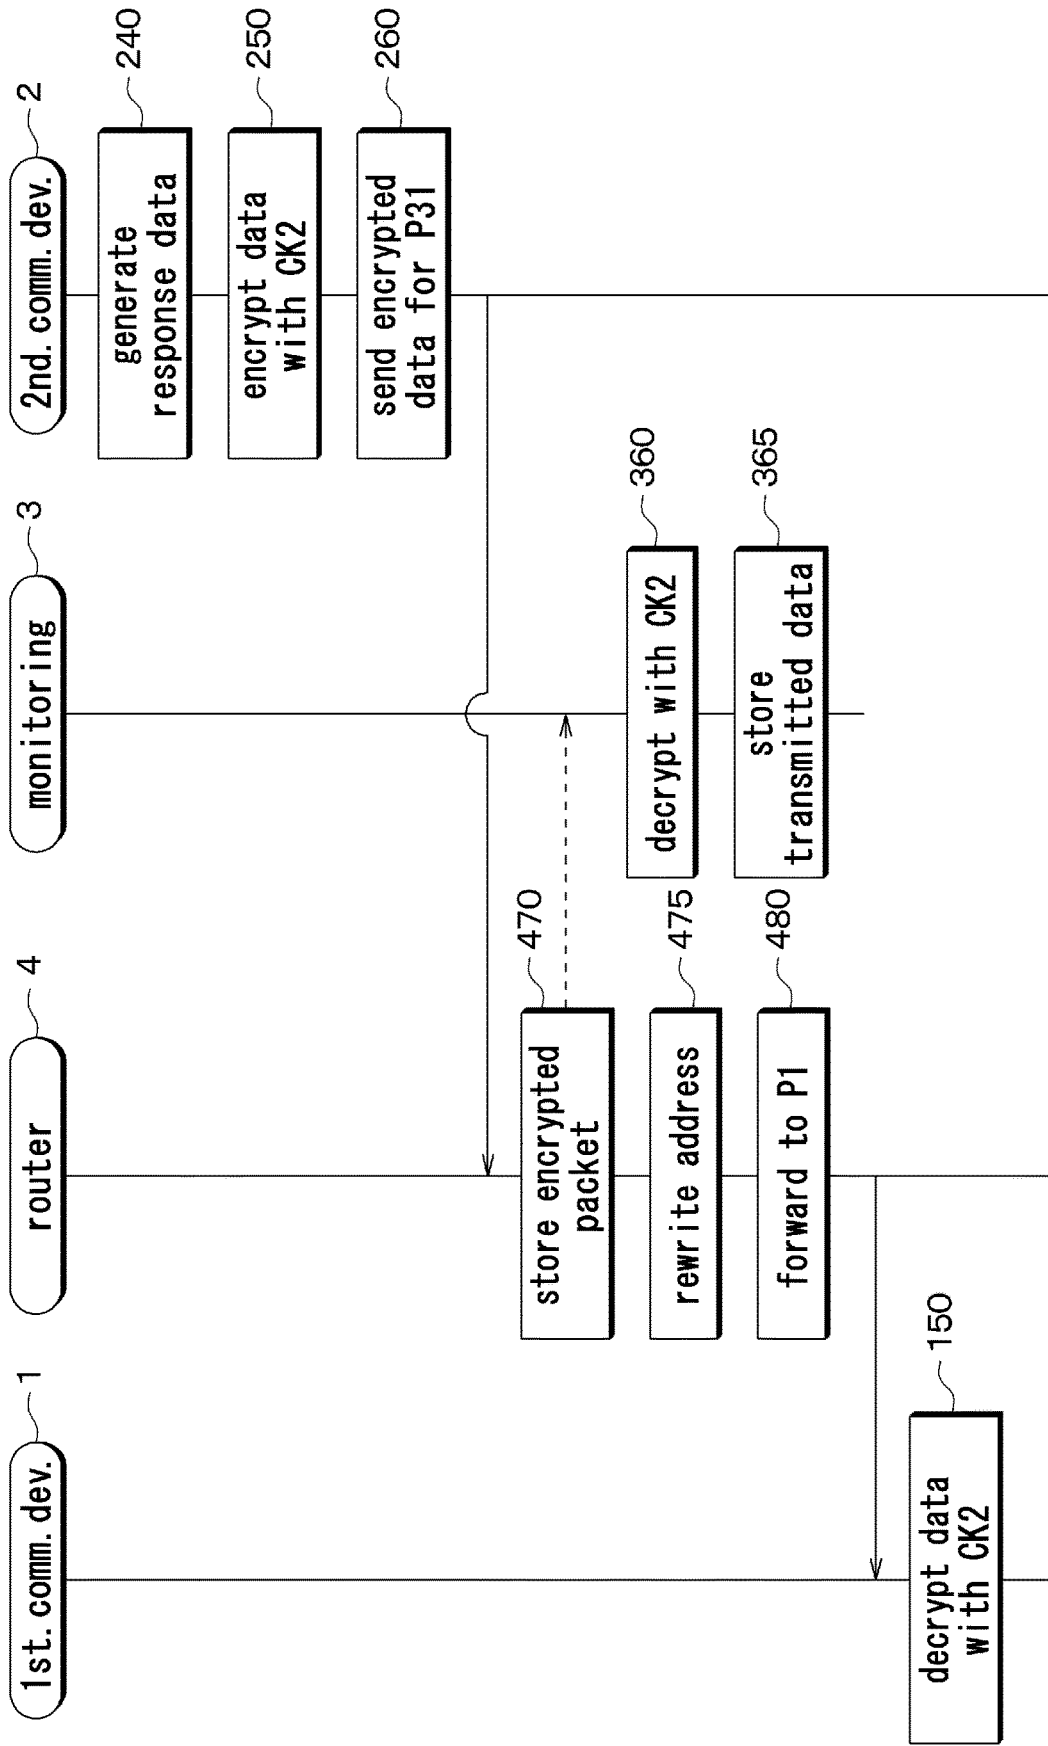 1st. comm. dev.
1
router
4
monitoring
3
2nd. comm. dev.
2
generate
response data
240
encrypt data
with CK2
250
send encrypted
data for P31
260
store encrypted
packet
470
decrypt with CK2
360
rewrite address
475
store
transmitted data
365
forward to P1
480
decrypt data
with CK2
150